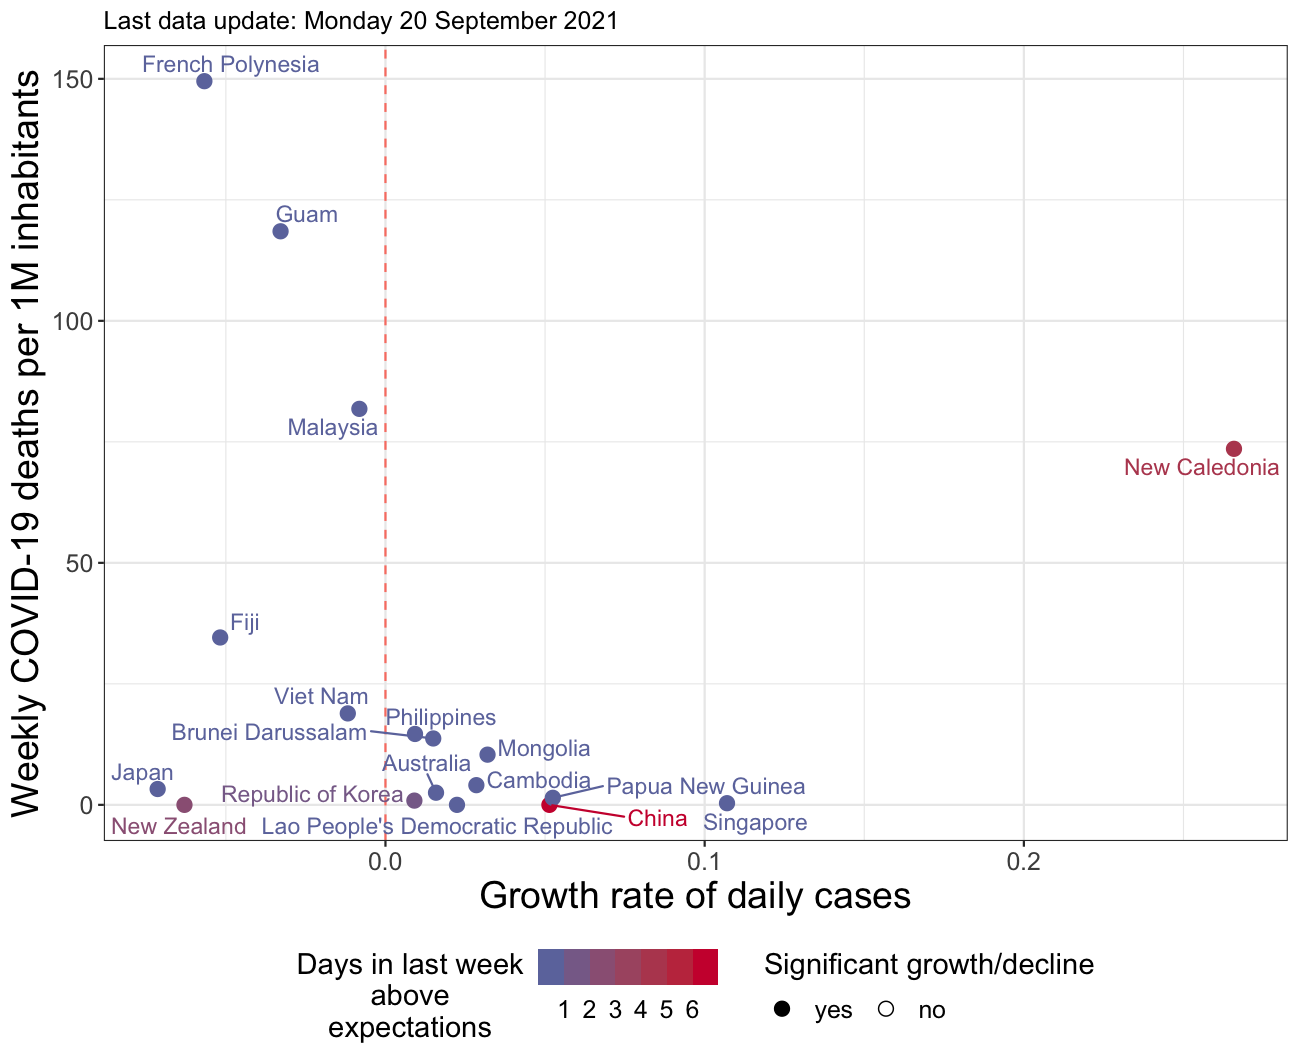 Last data update: Monday 20 September 2021
Weekly COVID-19 deaths per 1M inhabitants
150
100
50
0
French Polynesia
Guam
Malaysia
New Caledonia
Fiji
Viet Nam
Philippines
Brunei Darussalam
Mongolia
Australia
Japan
Cambodia
Papua New Guinea
Republic of Korea
China
Singapore
New Zealand
Lao People's Democratic Republic
0.0
0.1
0.2
Growth rate of daily cases
Days in last week
above
expectations
1 2 3 4 5 6
Significant growth/decline
yes
no